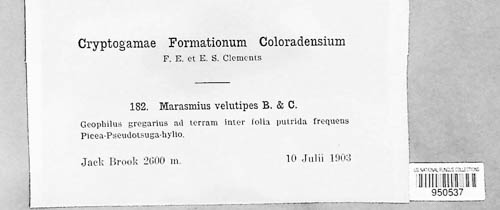 Cryptogamae Formationum Coloradensium
F. E. et E. S. Clements
182. Marasmius velutipes B. & C.
Geophilus gregarius ad terram inter folia putrida frequens
Picea-Pseudotsuga-hylio.
Jack Brook 2600 m. 10 Julii 1903
US NATIONAL FUNGUS COLLECTIONS
950537